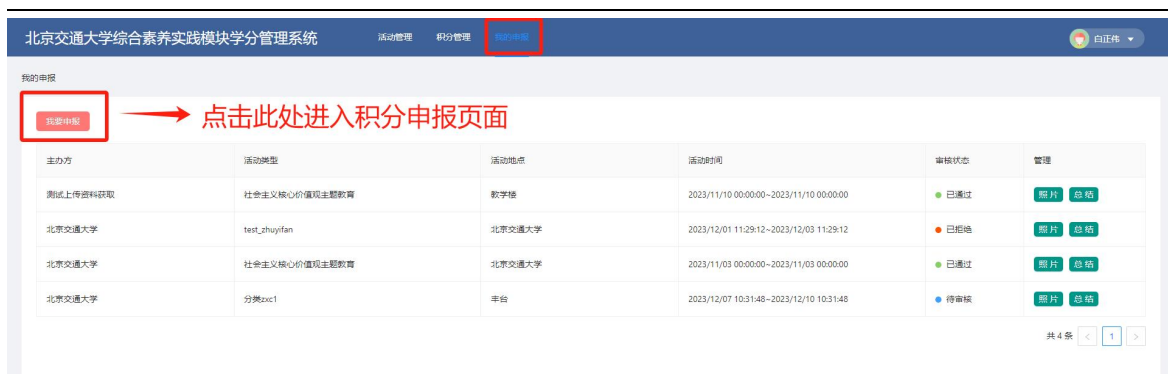 北京交通大学综合素养实践模块学分管理系统 活动管理 积分管理 我的申报 白正伟
我的申报
我要申报 点击此处进入积分申报页面
主办方 活动类型 活动地点 活动时间 审核状态 管理
测试上传资料获取 社会主义核心价值观主题教育 教学楼 2023/11/10 00:00:00~2023/11/10 00:00:00 已通过 照片 总结
北京交通大学 test_zhuyifan 北京交通大学 2023/12/01 11:29:12~2023/12/03 11:29:12 已拒绝 照片 总结
北京交通大学 社会主义核心价值观主题教育 北京交通大学 2023/11/03 00:00:00~2023/11/03 00:00:00 已通过 照片 总结
北京交通大学 分类zxc1 丰台 2023/12/07 10:31:48~2023/12/10 10:31:48 待审核 照片 总结
共 4 条 < 1 >